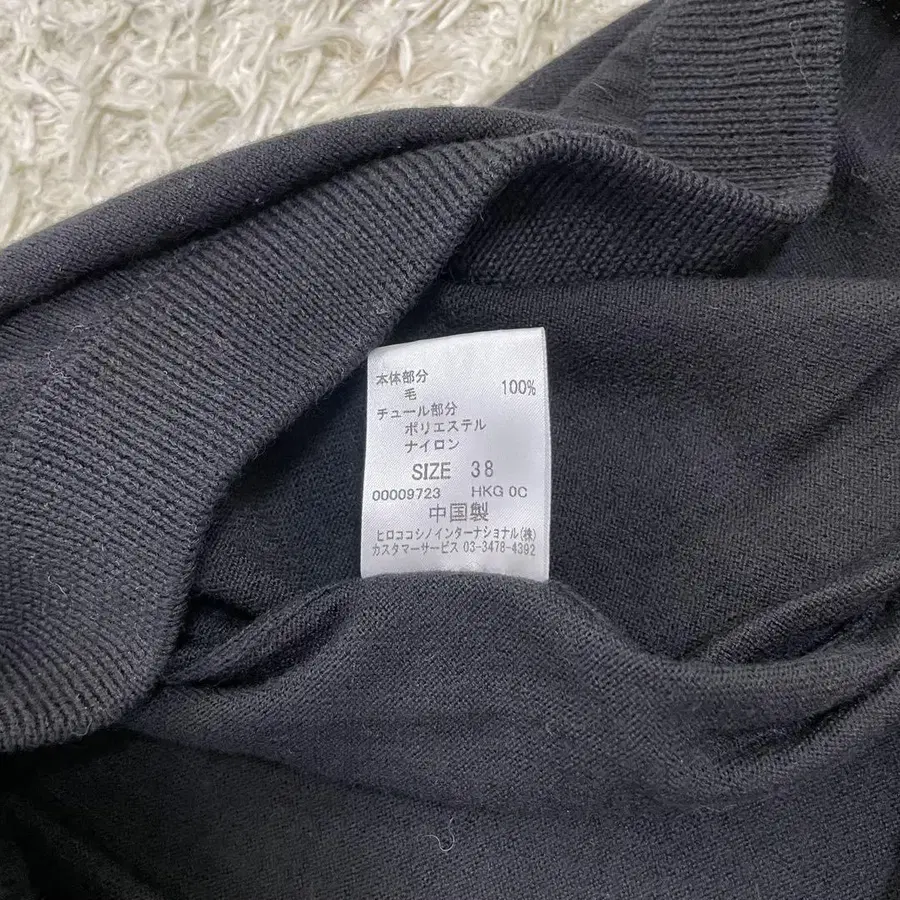 本体部分
毛 100%
チュール部分
ポリエステル
ナイロン
SIZE 38
00009723 HKG 0C
中国製
ヒロココシノインターナショナル(株)
カスタマーサービス 03-3478-4392